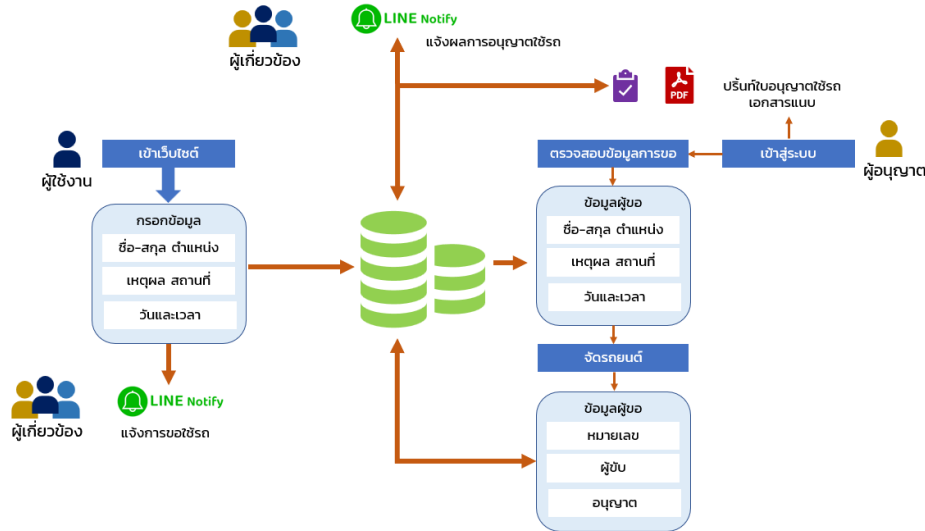 LINE Notify
แจ้งผลการอนุญาตใช้รถ
ผู้เกี่ยวข้อง
PDF
ปริ้นท์ใบอนุญาตใช้รถ
เอกสารแนบ
ผู้ใช้งาน
เข้าเว็บไซต์
ตรวจสอบข้อมูลการขอ
เข้าสู่ระบบ
ผู้อนุญาต
กรอกข้อมูล
ชื่อ-สกุล ตำแหน่ง
เหตุผล สถานที่
วันและเวลา
ข้อมูลผู้ขอ
ชื่อ-สกุล ตำแหน่ง
เหตุผล สถานที่
วันและเวลา
จัดรถยนต์
ผู้เกี่ยวข้อง
LINE Notify
แจ้งการขอใช้รถ
ข้อมูลผู้ขอ
หมายเลข
ผู้ขับ
อนุญาต